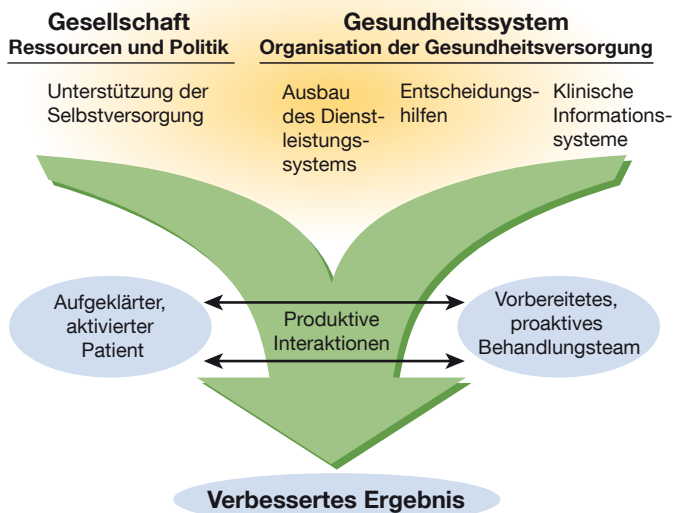 Gesellschaft
Ressourcen und Politik
Gesundheitssystem
Organisation der Gesundheitsversorgung
Unterstützung der
Selbstversorgung
Ausbau
des Dienst-
leistungs-
systems
Entscheidungs-
hilfen
Klinische
Informations-
systeme
Aufgeklärter,
aktivierter
Patient
Produktive
Interaktionen
Vorbereitetes,
proaktives
Behandlungsteam
Verbessertes Ergebnis